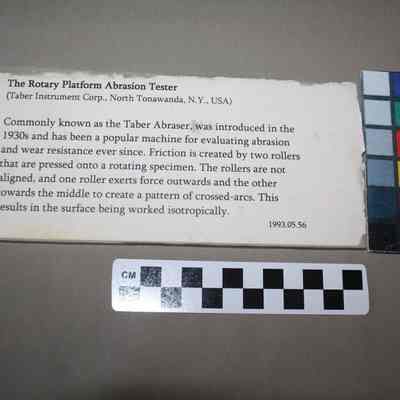 The Rotary Platform Abrasion Tester
(Taber Instrument Corp., North Tonawanda, N.Y., USA)
Commonly known as the Taber Abraser, was introduced in the
1930s and has been a popular machine for evaluating abrasion
and wear resistance ever since. Friction is created by two rollers
that are pressed onto a rotating specimen. The rollers are not
aligned, and one roller exerts force outwards and the other
towards the middle to create a pattern of crossed-arcs. This
results in the surface being worked isotropically.
1993.05.56
CM